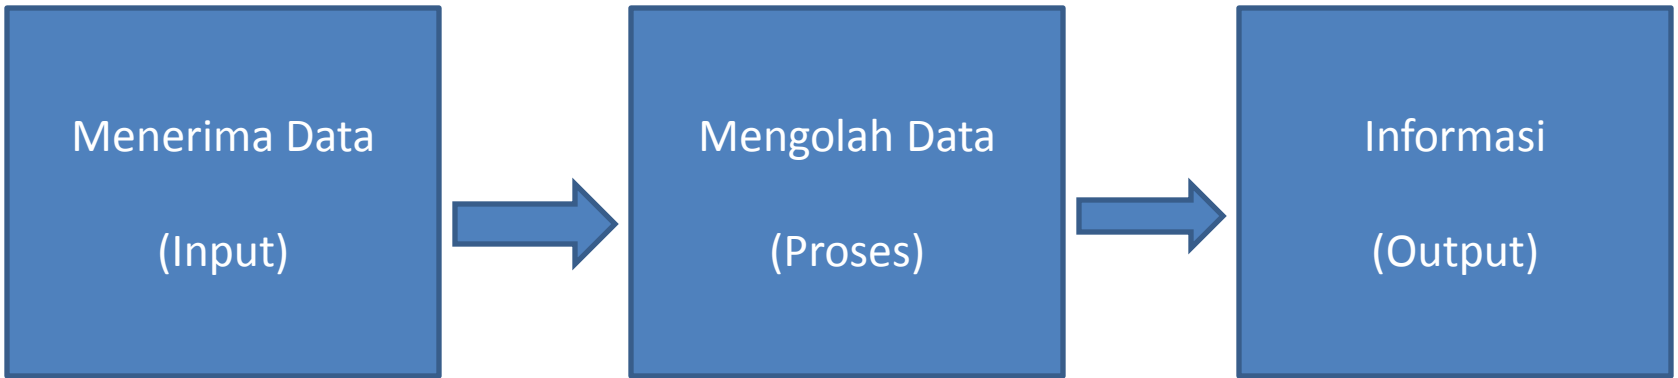 Menerima Data
(Input)
Mengolah Data
(Proses)
Informasi
(Output)